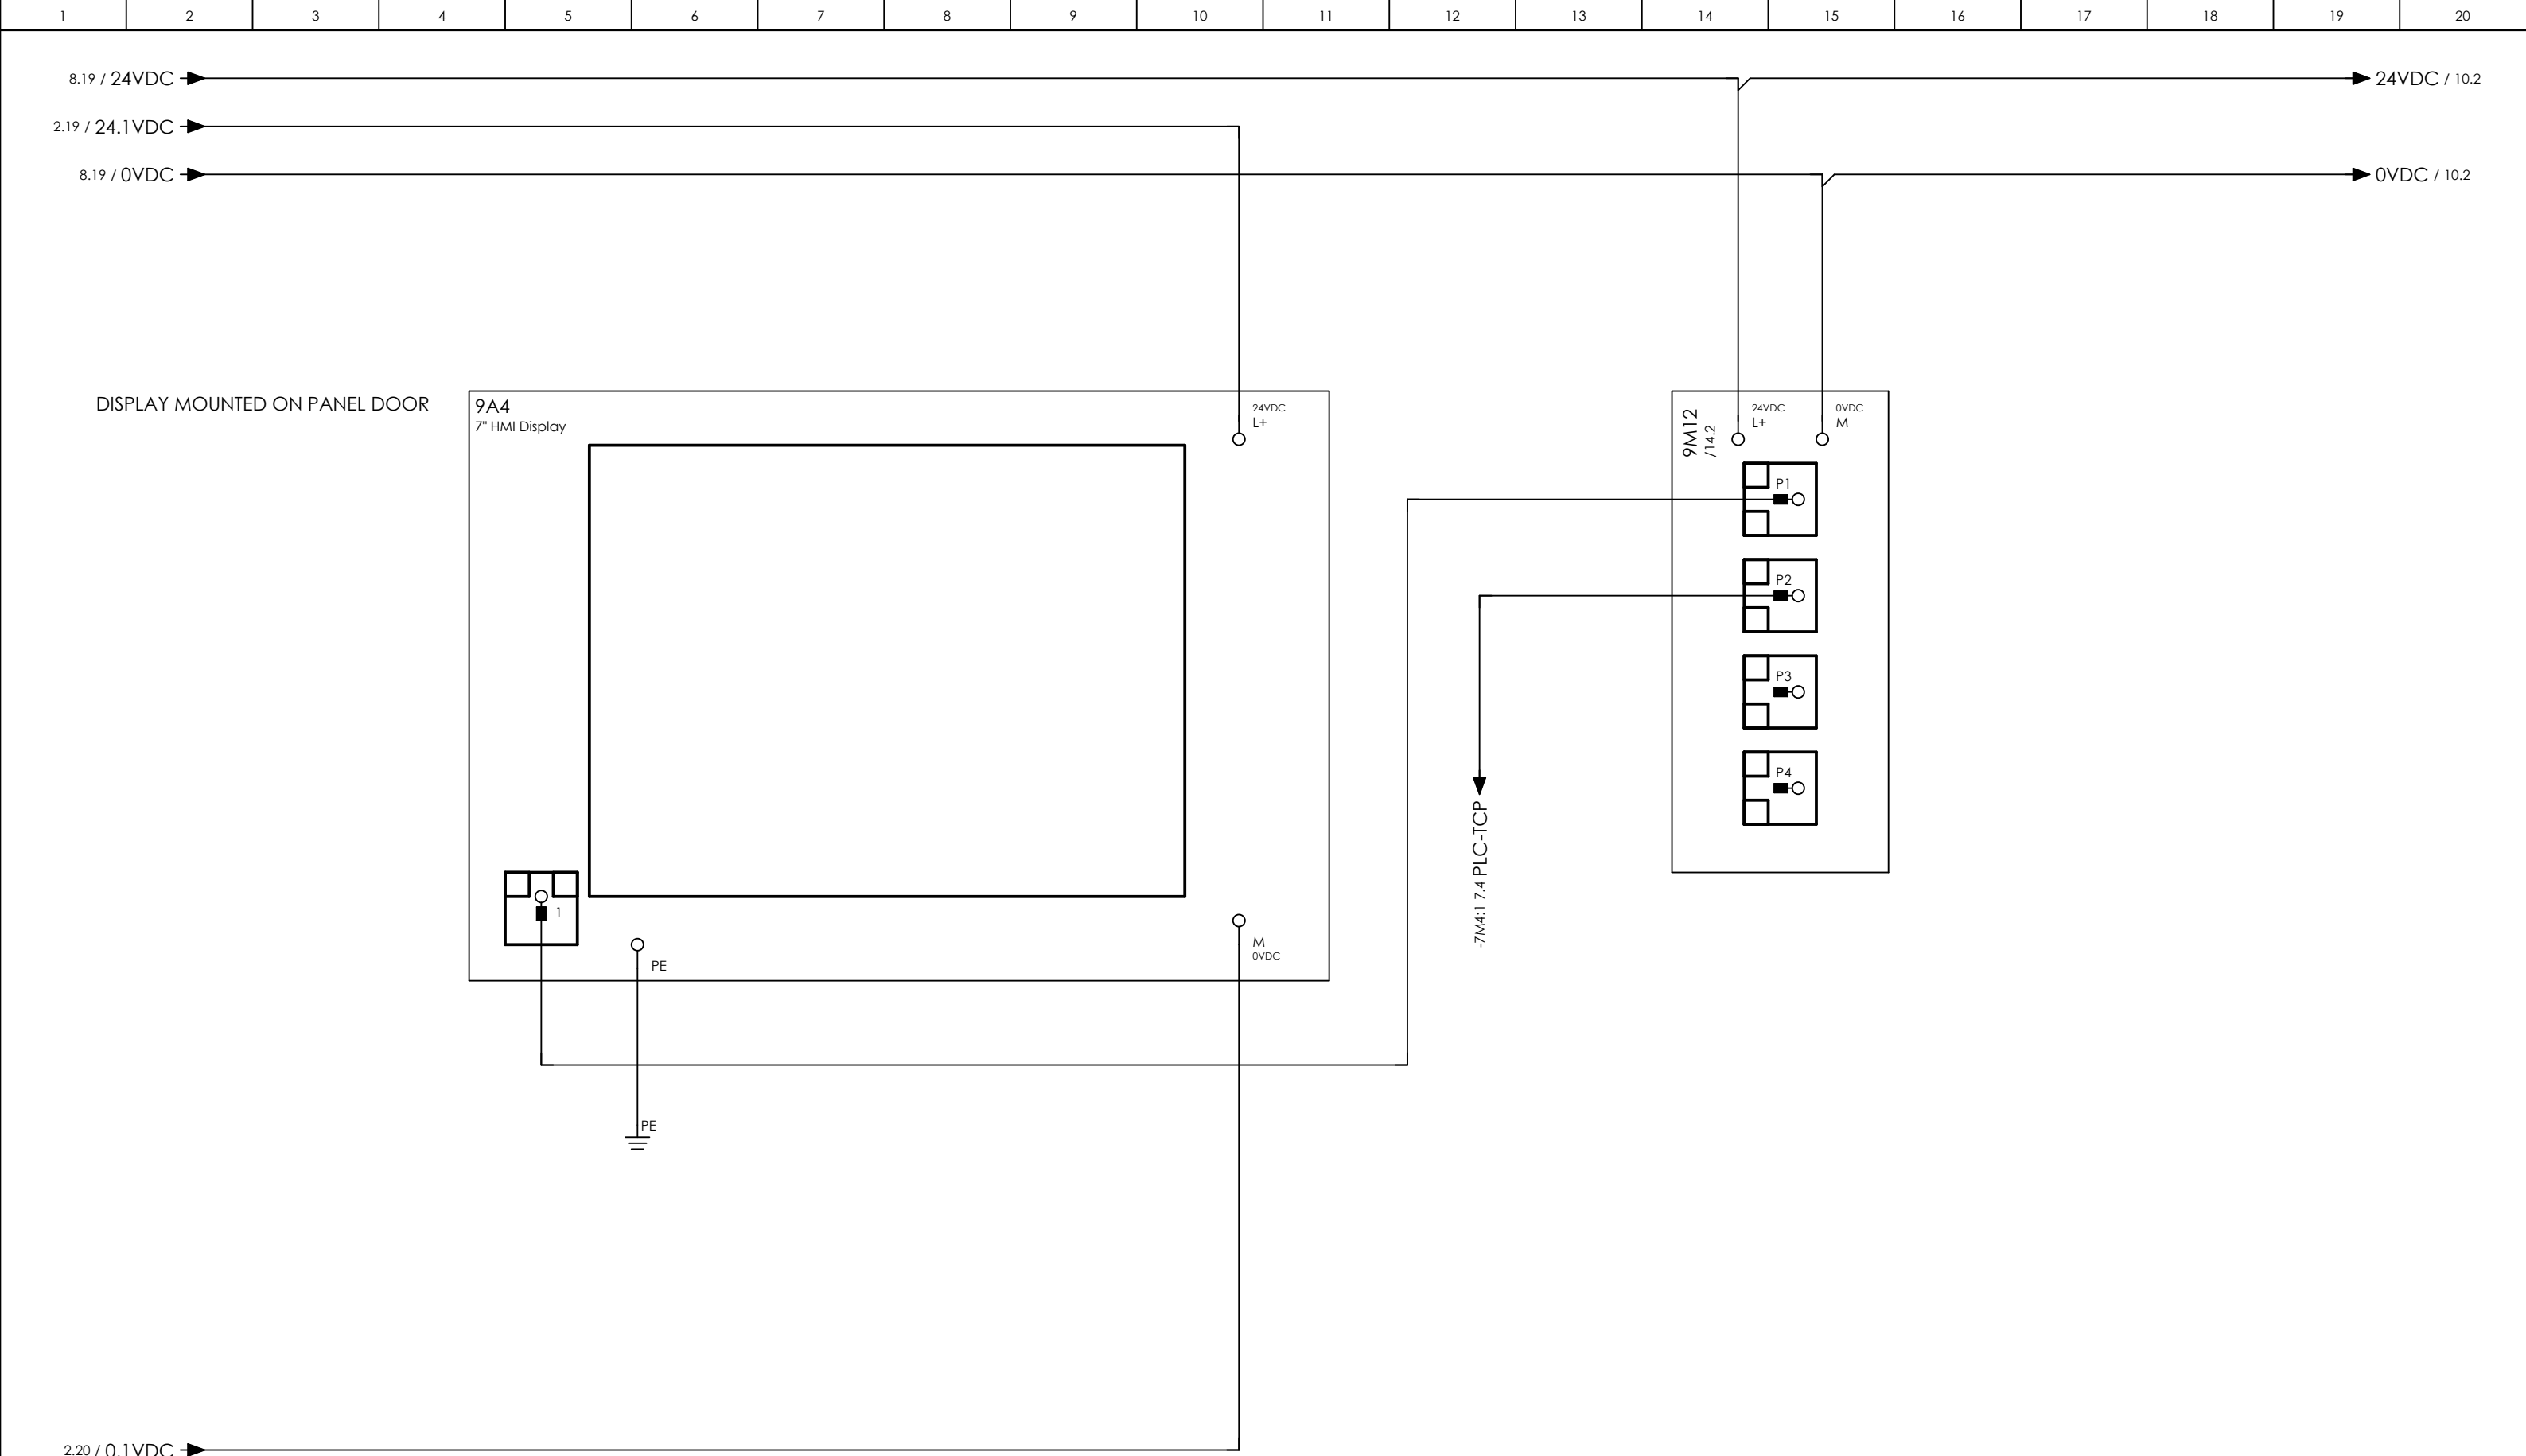 1 2 3 4 5 6 7 8 9 10 11 12 13 14 15 16 17 18 19 20
8.19 / 24VDC
24VDC / 10.2
2.19 / 24.1VDC
8.19 / 0VDC
0VDC / 10.2
DISPLAY MOUNTED ON PANEL DOOR
9A4
7" HMI Display
24VDC
L+
1
PE
M
0VDC
PE
9M12
/14.2
24VDC
L+
0VDC
M
P1
P2
P3
P4
-7M4:1 7.4 PLC-TCP
2.20 / 0.1VDC